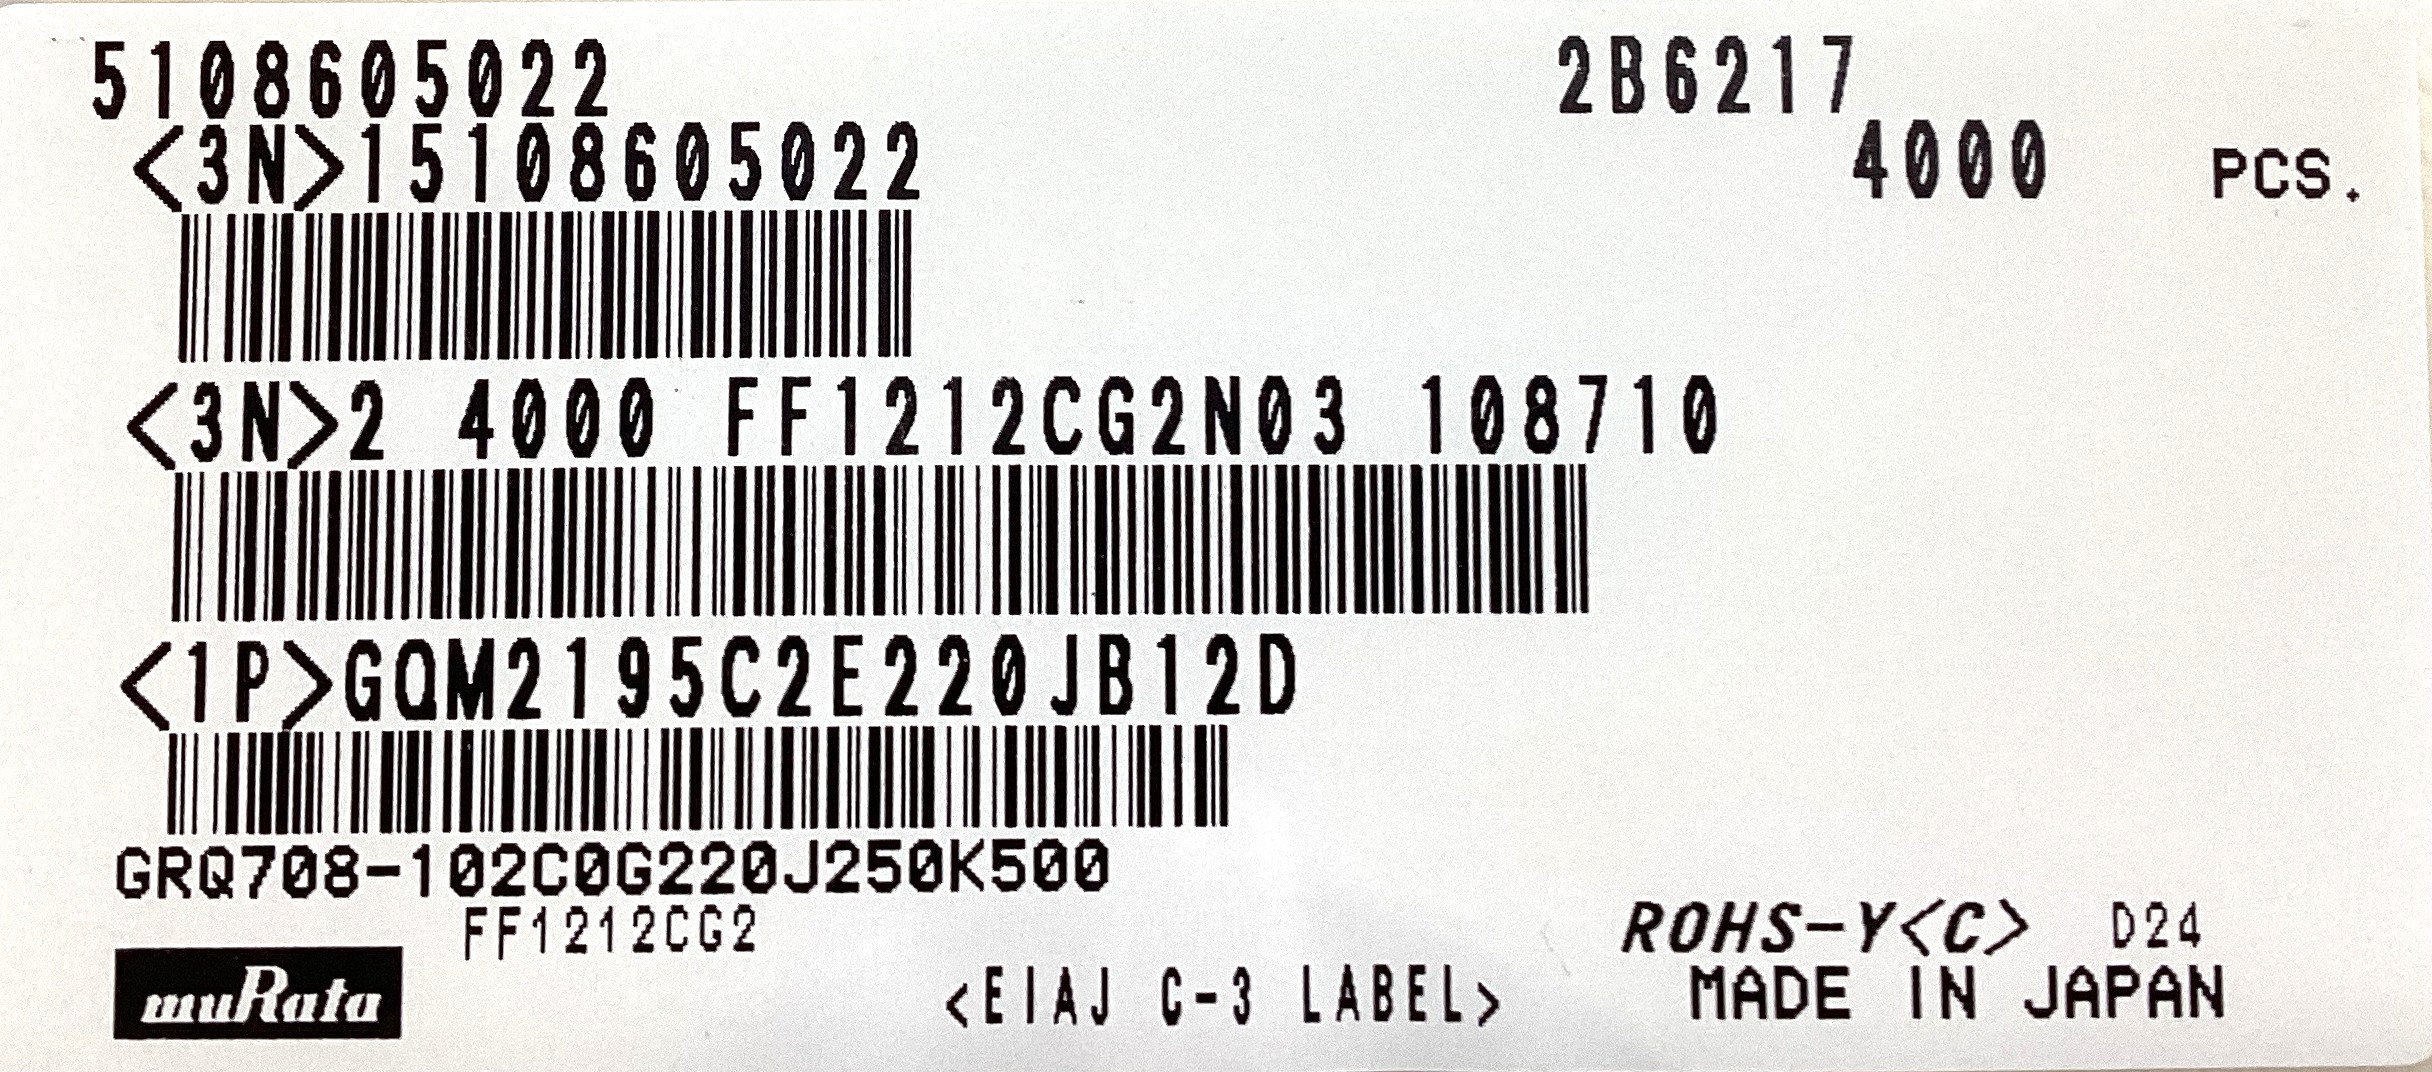 5108605022 2B6217
<3N>15108605022 4000 PCS.
<3N>2 4000 FF1212CG2N03 108710
<1P>GQM2195C2E220JB12D
GRQ708-102C0G220J250K500
FF1212CG2 ROHS-Y<C> D24
muRata <EIAJ C-3 LABEL> MADE IN JAPAN